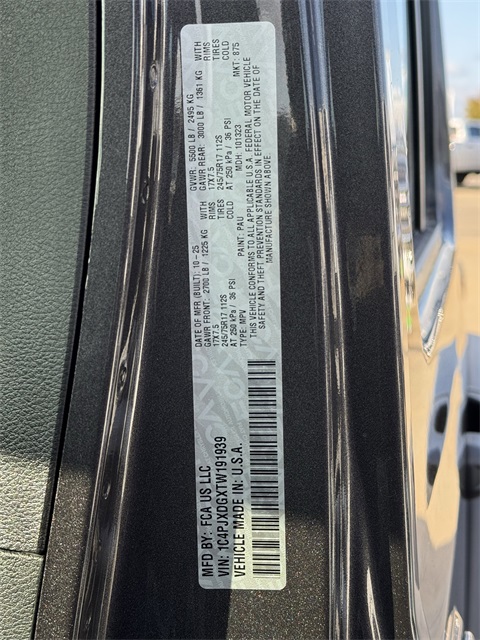 MFD BY: FCA US LLC
DATE OF MFR (BUILT): 10-25
GVWR: 5500 LB / 2495 KG
GAWR FRONT: 2700 LB / 1225 KG WITH
GAWR REAR: 3000 LB / 1361 KG WITH
17X7.5 RIMS
17X7.5 RIMS
245/75R17 112S TIRES
245/75R17 112S TIRES
AT 250 kPa / 36 PSI COLD
AT 250 kPa / 36 PSI COLD
VIN: 1C4PJXDGXTW191939
TYPE: MPV
PAINT: PAU
MDH: 101323
MKT: 875
VEHICLE MADE IN: U.S.A.
THIS VEHICLE CONFORMS TO ALL APPLICABLE U.S.A. FEDERAL MOTOR VEHICLE
SAFETY AND THEFT PREVENTION STANDARDS IN EFFECT ON THE DATE OF
MANUFACTURE SHOWN ABOVE.